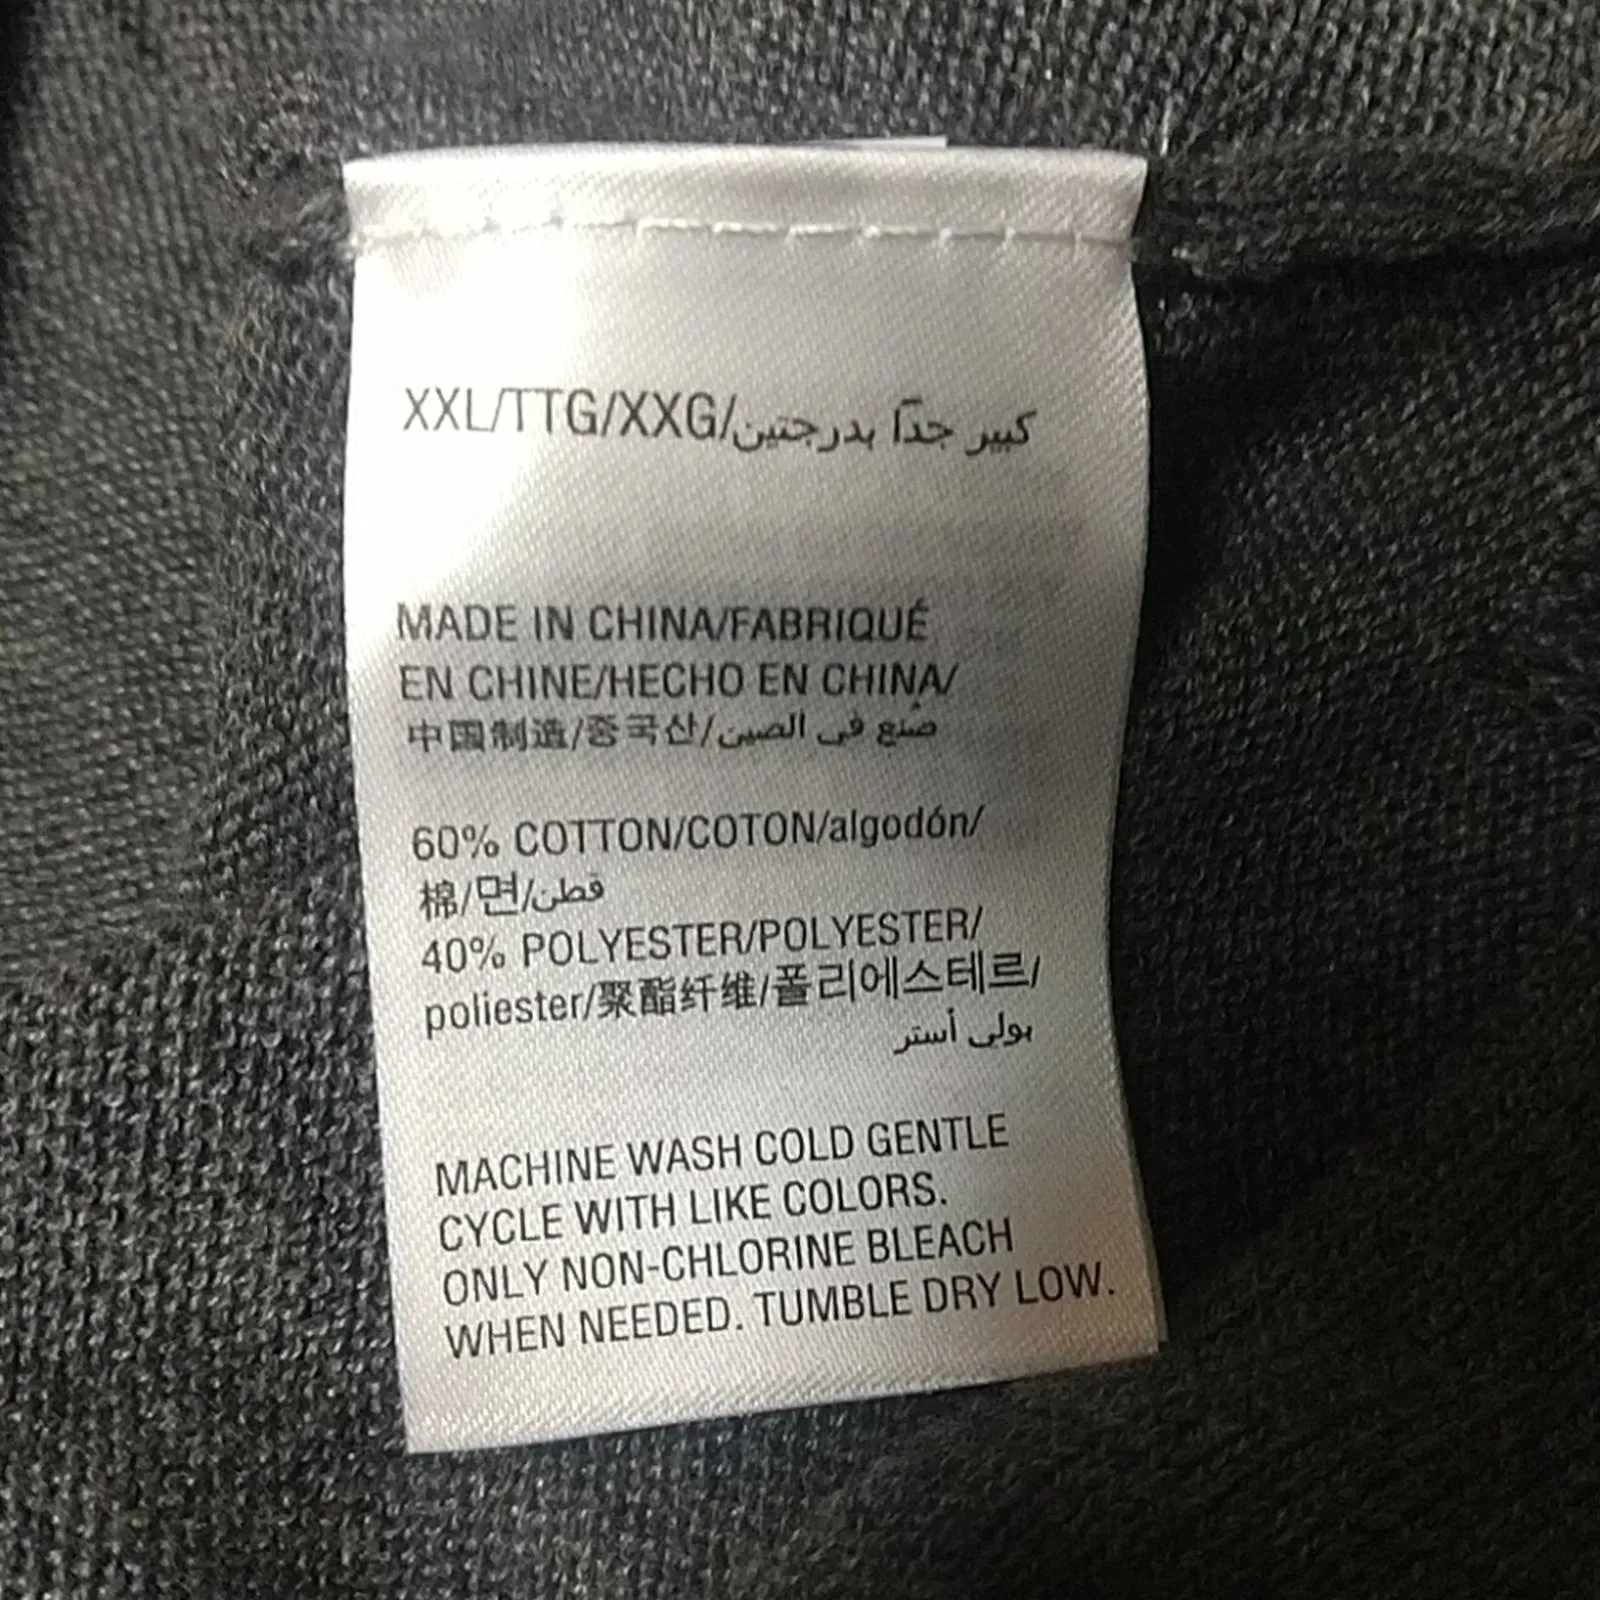 XXL/TTG/XXG/كبير جدًا بدرجتين
MADE IN CHINA/FABRIQUÉ
EN CHINE/HECHO EN CHINA/
中国制造/중국산/صُنع في الصين
60% COTTON/COTON/algodón/
棉/면/قطن
40% POLYESTER/POLYESTER/
poliester/聚酯纤维/폴리에스테르/
بولي أستر
MACHINE WASH COLD GENTLE
CYCLE WITH LIKE COLORS.
ONLY NON-CHLORINE BLEACH
WHEN NEEDED. TUMBLE DRY LOW.